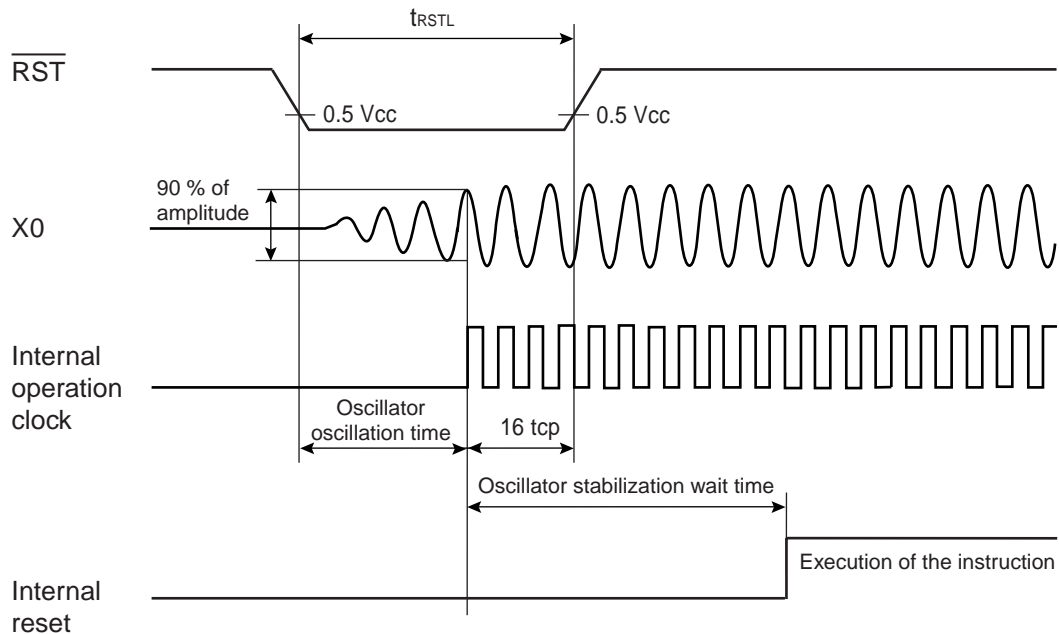 tRSTL
RST
0.5 Vcc
0.5 Vcc
90 % of
amplitude
X0
Internal
operation
clock
Oscillator
oscillation time
16 tcp
Oscillator stabilization wait time
Execution of the instruction
Internal
reset